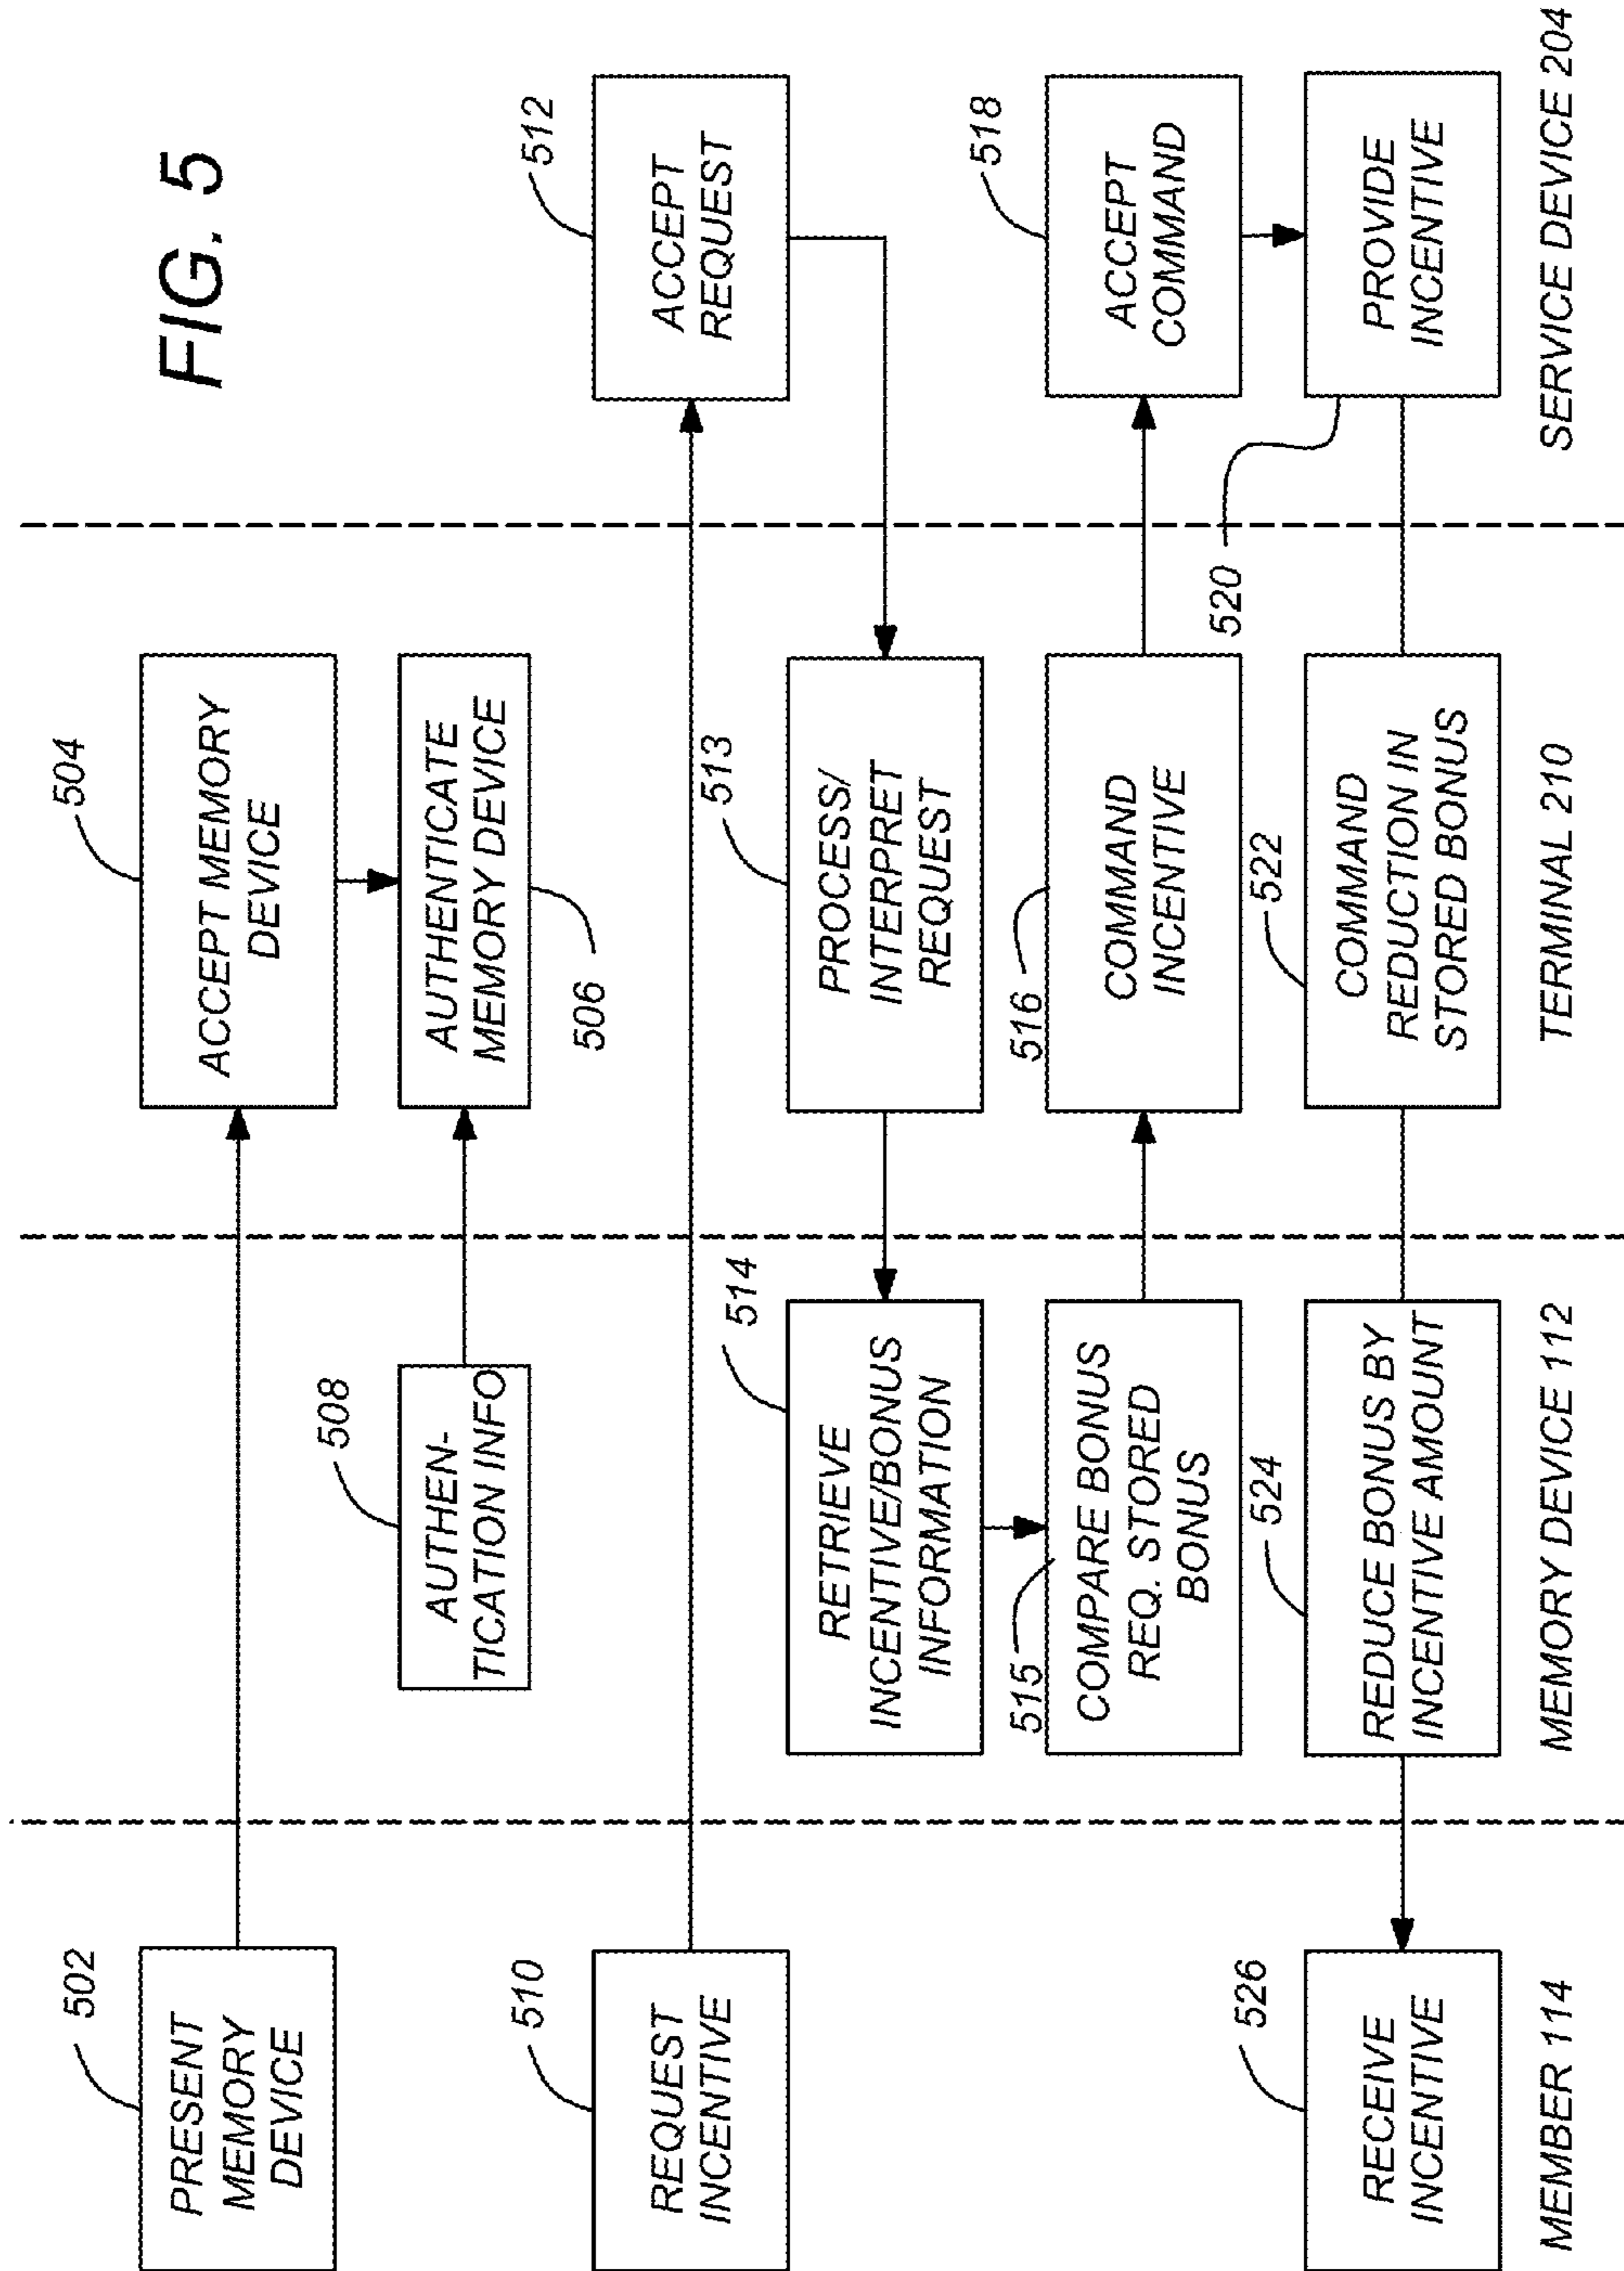 FIG. 5
502
PRESENT
MEMORY
DEVICE
504
ACCEPT MEMORY
DEVICE
508
AUTHEN-
TICATION INFO
AUTHENTICATE
MEMORY DEVICE
506
510
REQUEST
INCENTIVE
512
ACCEPT
REQUEST
513
PROCESS/
INTERPRET
REQUEST
514
RETRIEVE
INCENTIVE/BONUS
INFORMATION
515
COMPARE BONUS
REQ. STORED
BONUS
516
COMMAND
INCENTIVE
518
ACCEPT
COMMAND
520
PROVIDE
INCENTIVE
522
COMMAND
REDUCTION IN
STORED BONUS
524
REDUCE BONUS BY
INCENTIVE AMOUNT
526
RECEIVE
INCENTIVE
MEMBER 114
MEMORY DEVICE 112
TERMINAL 210
SERVICE DEVICE 204